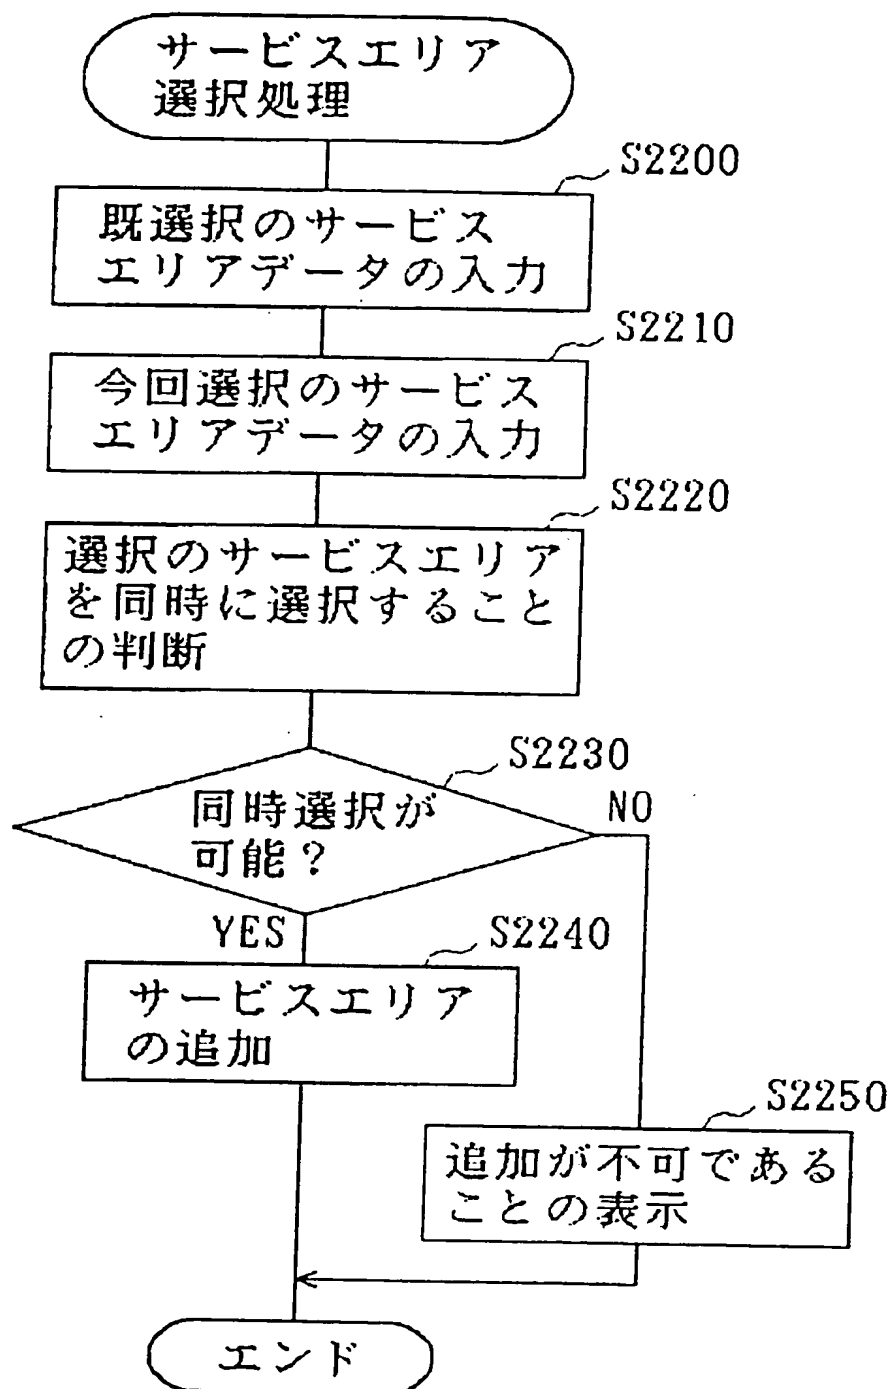 サービスエリア
選択処理
S2200
既選択のサービス
エリアデータの入力
S2210
今回選択のサービス
エリアデータの入力
S2220
選択のサービスエリア
を同時に選択すること
の判断
S2230
同時選択が
可能？
NO
YES
S2240
サービスエリア
の追加
S2250
追加が不可である
ことの表示
エンド